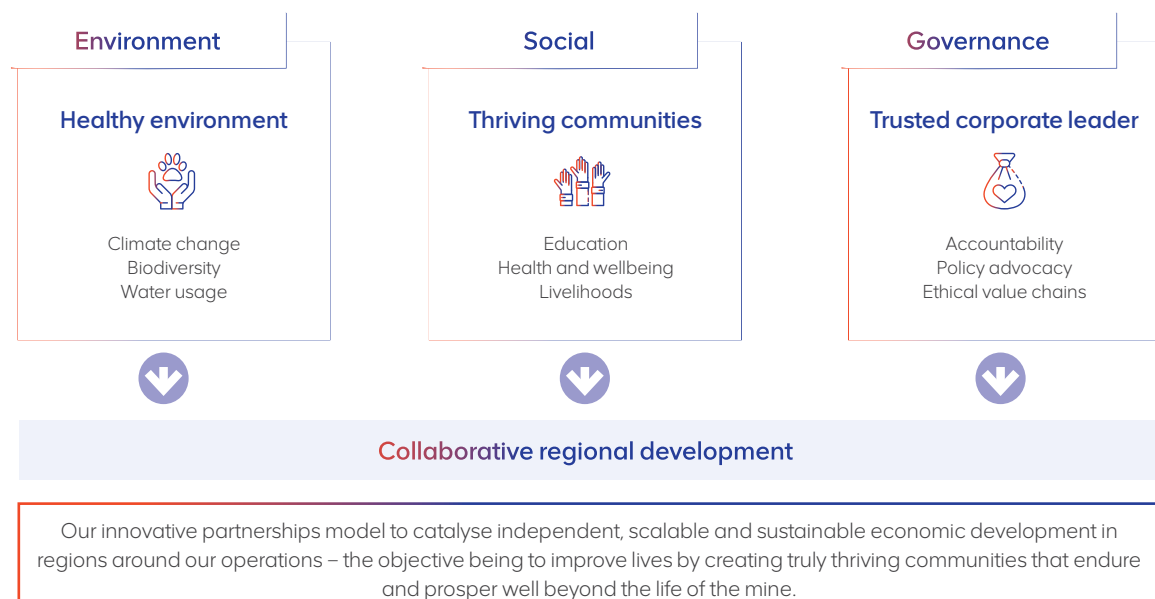 Environment
Healthy environment
Climate change
Biodiversity
Water usage
Social
Thriving communities
Education
Health and wellbeing
Livelihoods
Governance
Trusted corporate leader
Accountability
Policy advocacy
Ethical value chains
Collaborative regional development
Our innovative partnerships model to catalyse independent, scalable and sustainable economic development in
regions around our operations – the objective being to improve lives by creating truly thriving communities that endure
and prosper well beyond the life of the mine.